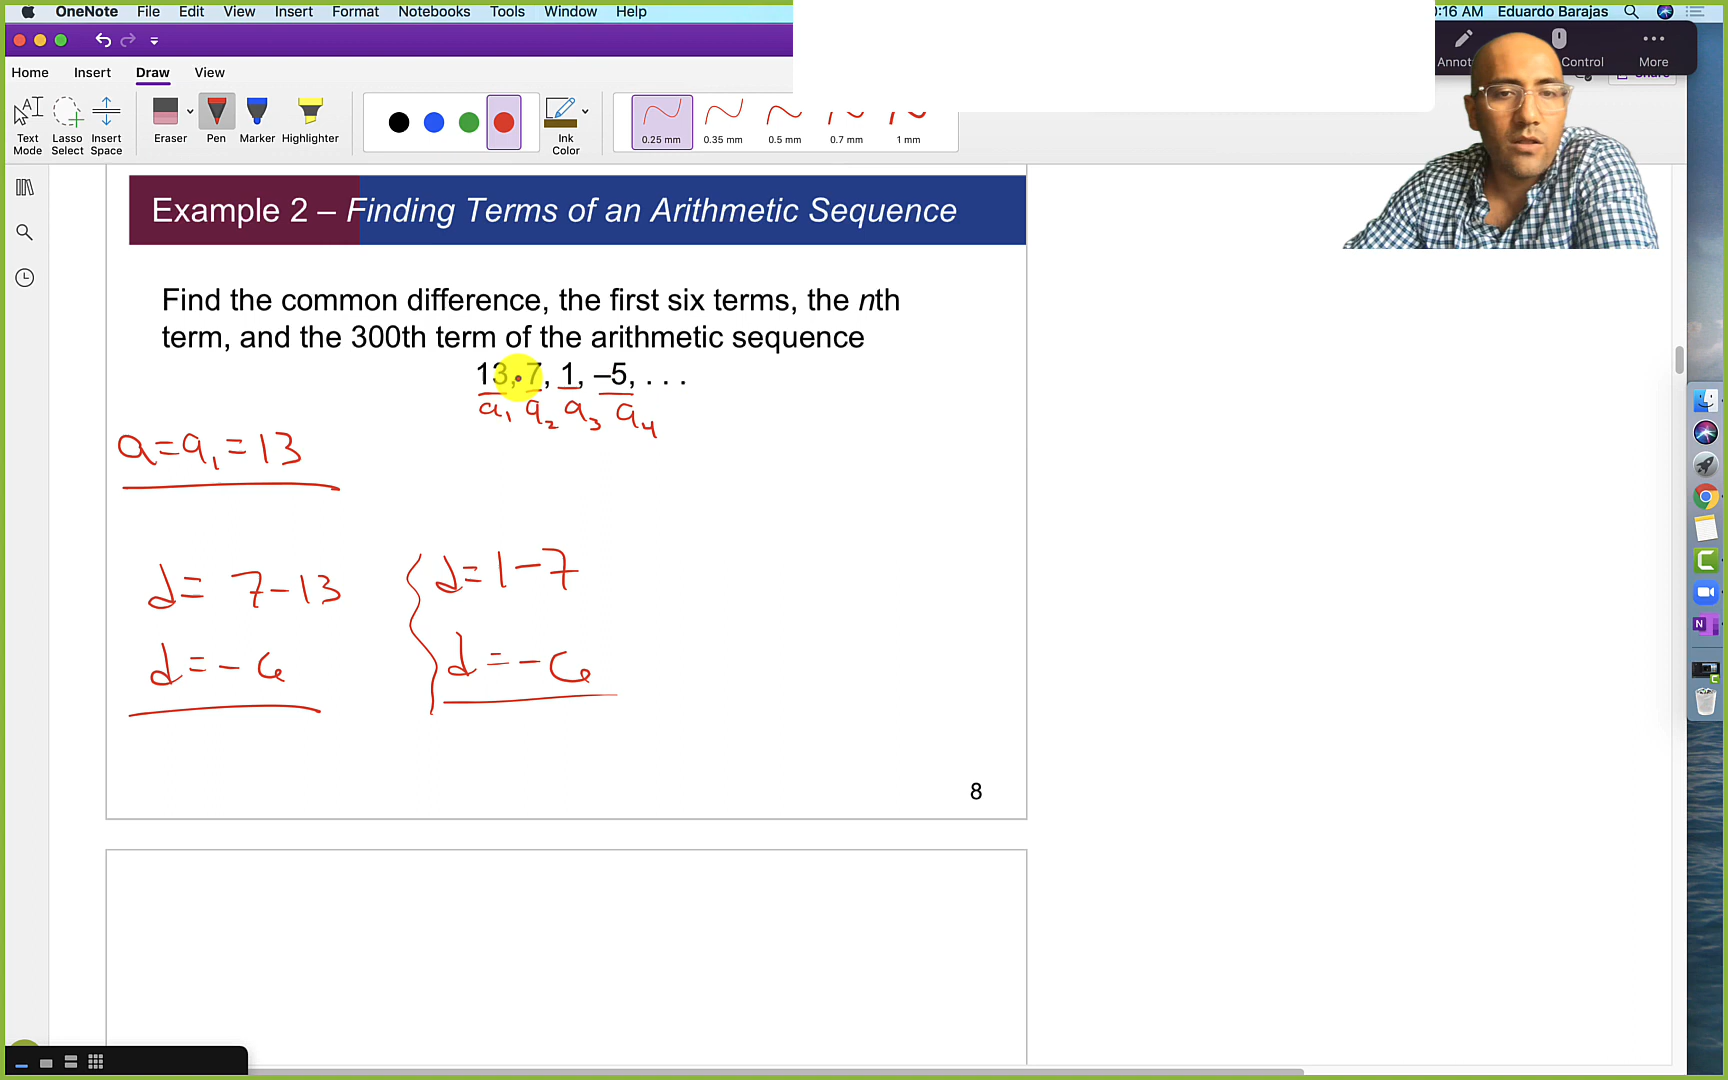 OneNote File Edit View Insert Format Notebooks Tools Window Help
:16 AM Eduardo Barajas
Home Insert Draw View
Control More
Share
Text Mode
Lasso Select
Insert Space
Eraser
Pen
Marker
Highlighter
Ink Color
0.25 mm 0.35 mm 0.5 mm 0.7 mm 1 mm
Example 2 – Finding Terms of an Arithmetic Sequence
Find the common difference, the first six terms, the nth
term, and the 300th term of the arithmetic sequence
13, 7, 1, –5, . . .
a₁ a₂ a₃ a₄
a = a₁ = 13
d = 7 - 13
d = - 6
d = 1 - 7
d = - 6
8